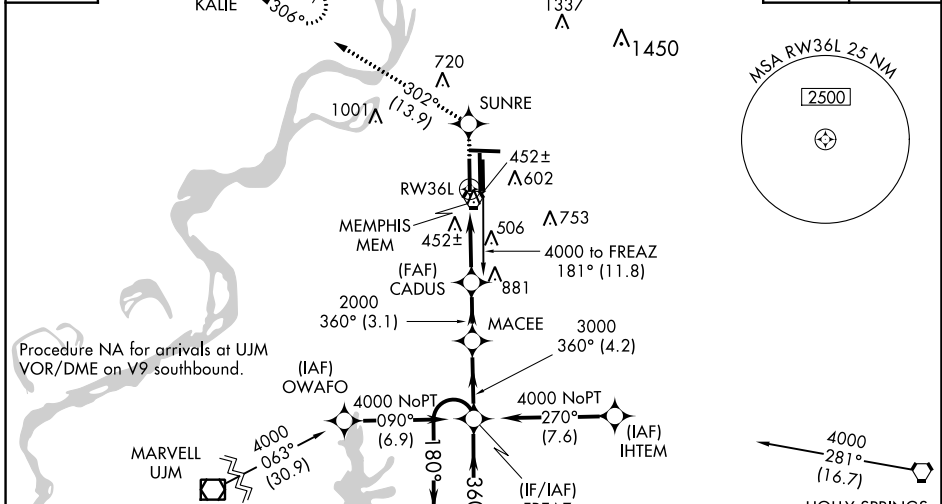 KALIE
306°
1337
1450
720
302°
(13.9)
SUNRE
1001
MSA RW36L 25 NM
2500
452±
602
RW36L
MEMPHIS
MEM
452±
506
753
4000 to FREAZ
181° (11.8)
(FAF)
CADUS
881
2000
360° (3.1)
MACEE
3000
360° (4.2)
Procedure NA for arrivals at UJM
VOR/DME on V9 southbound.
(IAF)
OWAFO
4000 NoPT
090°
(6.9)
4000 NoPT
270°
(7.6)
(IAF)
IHTEM
MARVELL
UJM
4000
063°
(30.9)
180°
360
(IF/IAF)
FREAZ
4000
281°
(16.7)
HOLLY SPRINGS